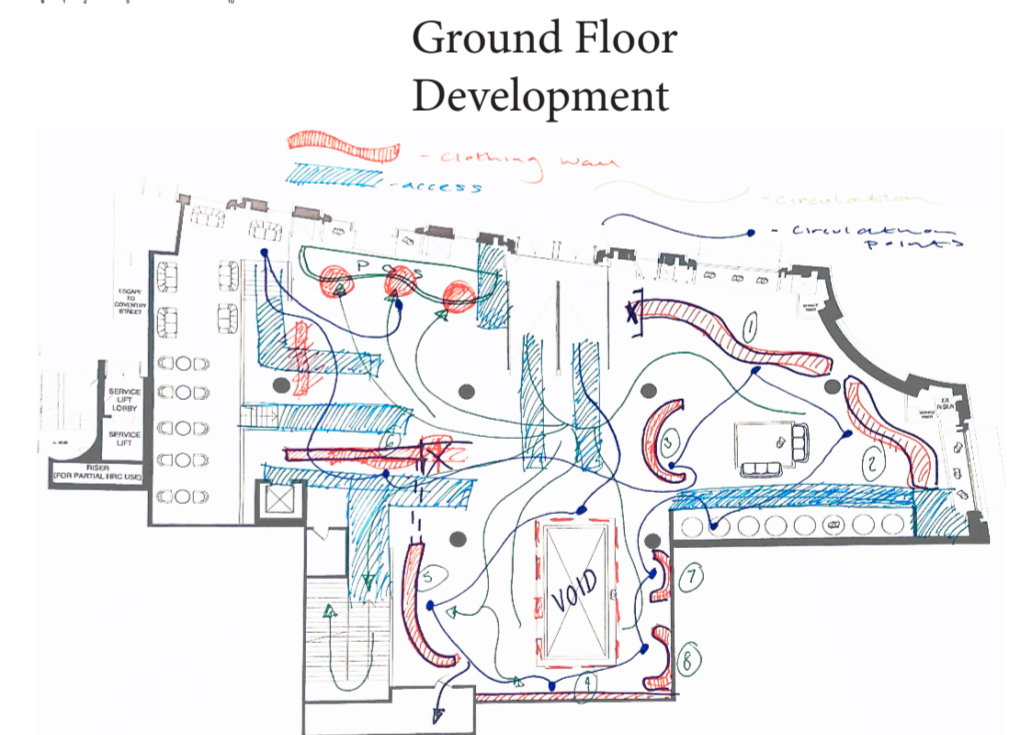 Ground Floor
Development
- Clothing wall
- Access
- Circulation
- Circulation
points
ESCAPE
TO
COVENTRY
STREET
P O S
1
SERVICE
LIFT
LOBBY
SERVICE
LIFT
RISER
(FOR PARTIAL HRC USE)
6
3
2
5
VOID
7
8
4